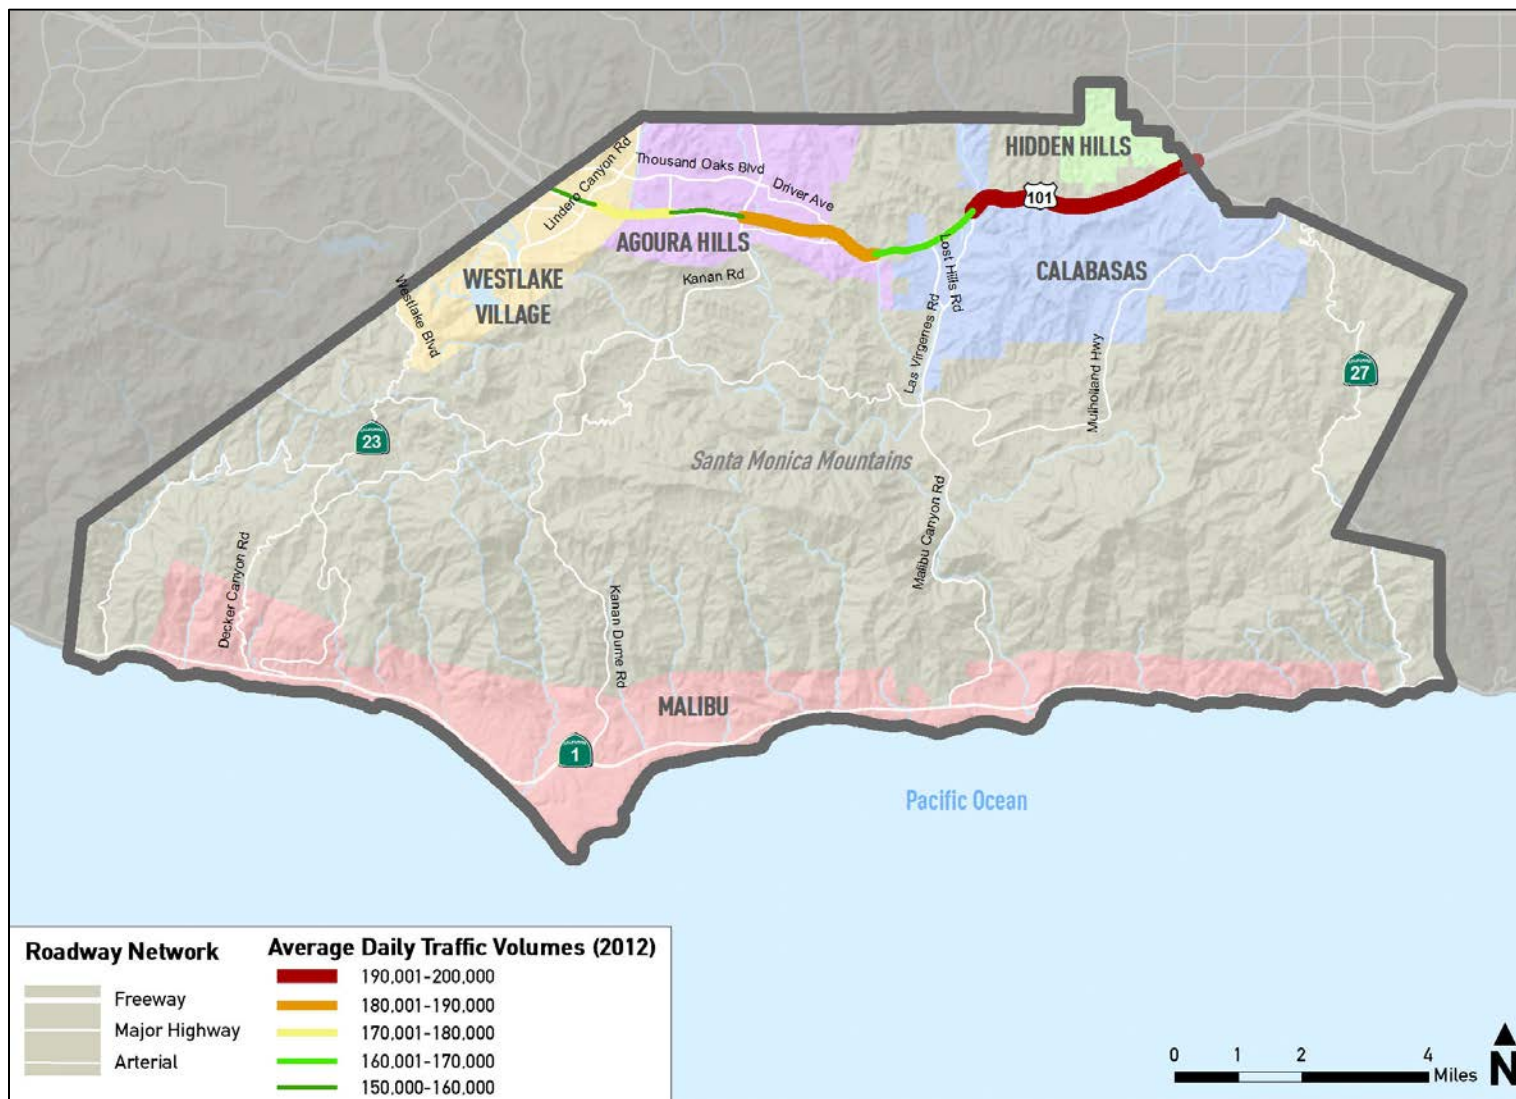 HIDDEN HILLS
Lindero Canyon Rd
Thousand Oaks Blvd
Driver Ave
101
AGOURA HILLS
Lost Hills Rd
CALABASAS
WESTLAKE
VILLAGE
Kanan Rd
Westlake Blvd
Las Virgenes Rd
Mulholland Hwy
27
23
Santa Monica Mountains
Malibu Canyon Rd
Decker Canyon Rd
Kanan Dume Rd
MALIBU
1
Pacific Ocean
Roadway Network
Freeway
Major Highway
Arterial
Average Daily Traffic Volumes (2012)
190,001-200,000
180,001-190,000
170,001-180,000
160,001-170,000
150,000-160,000
0 1 2 4
Miles
N